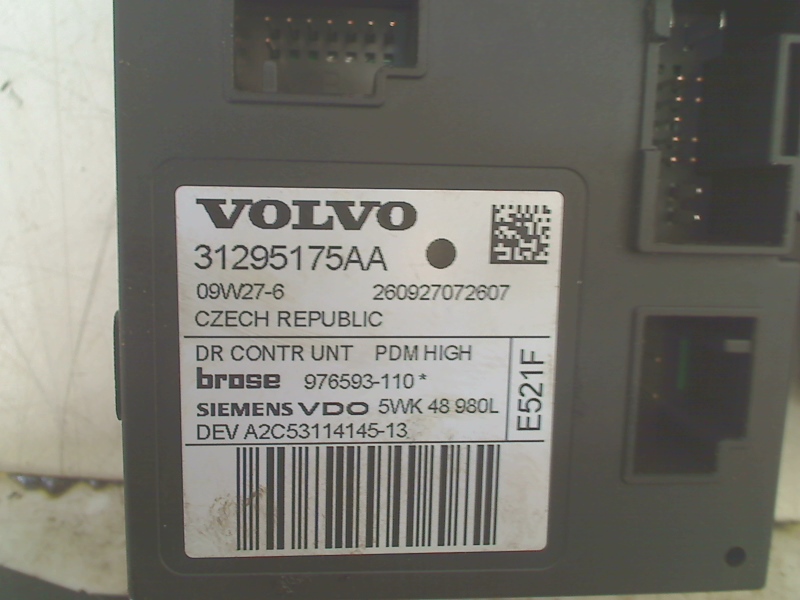 VOLVO
31295175AA
09W27-6 260927072607
CZECH REPUBLIC
DR CONTR UNT PDM HIGH
brose 976593-110*
SIEMENS VDO 5WK 48 980L
DEV A2C53114145-13
E521F